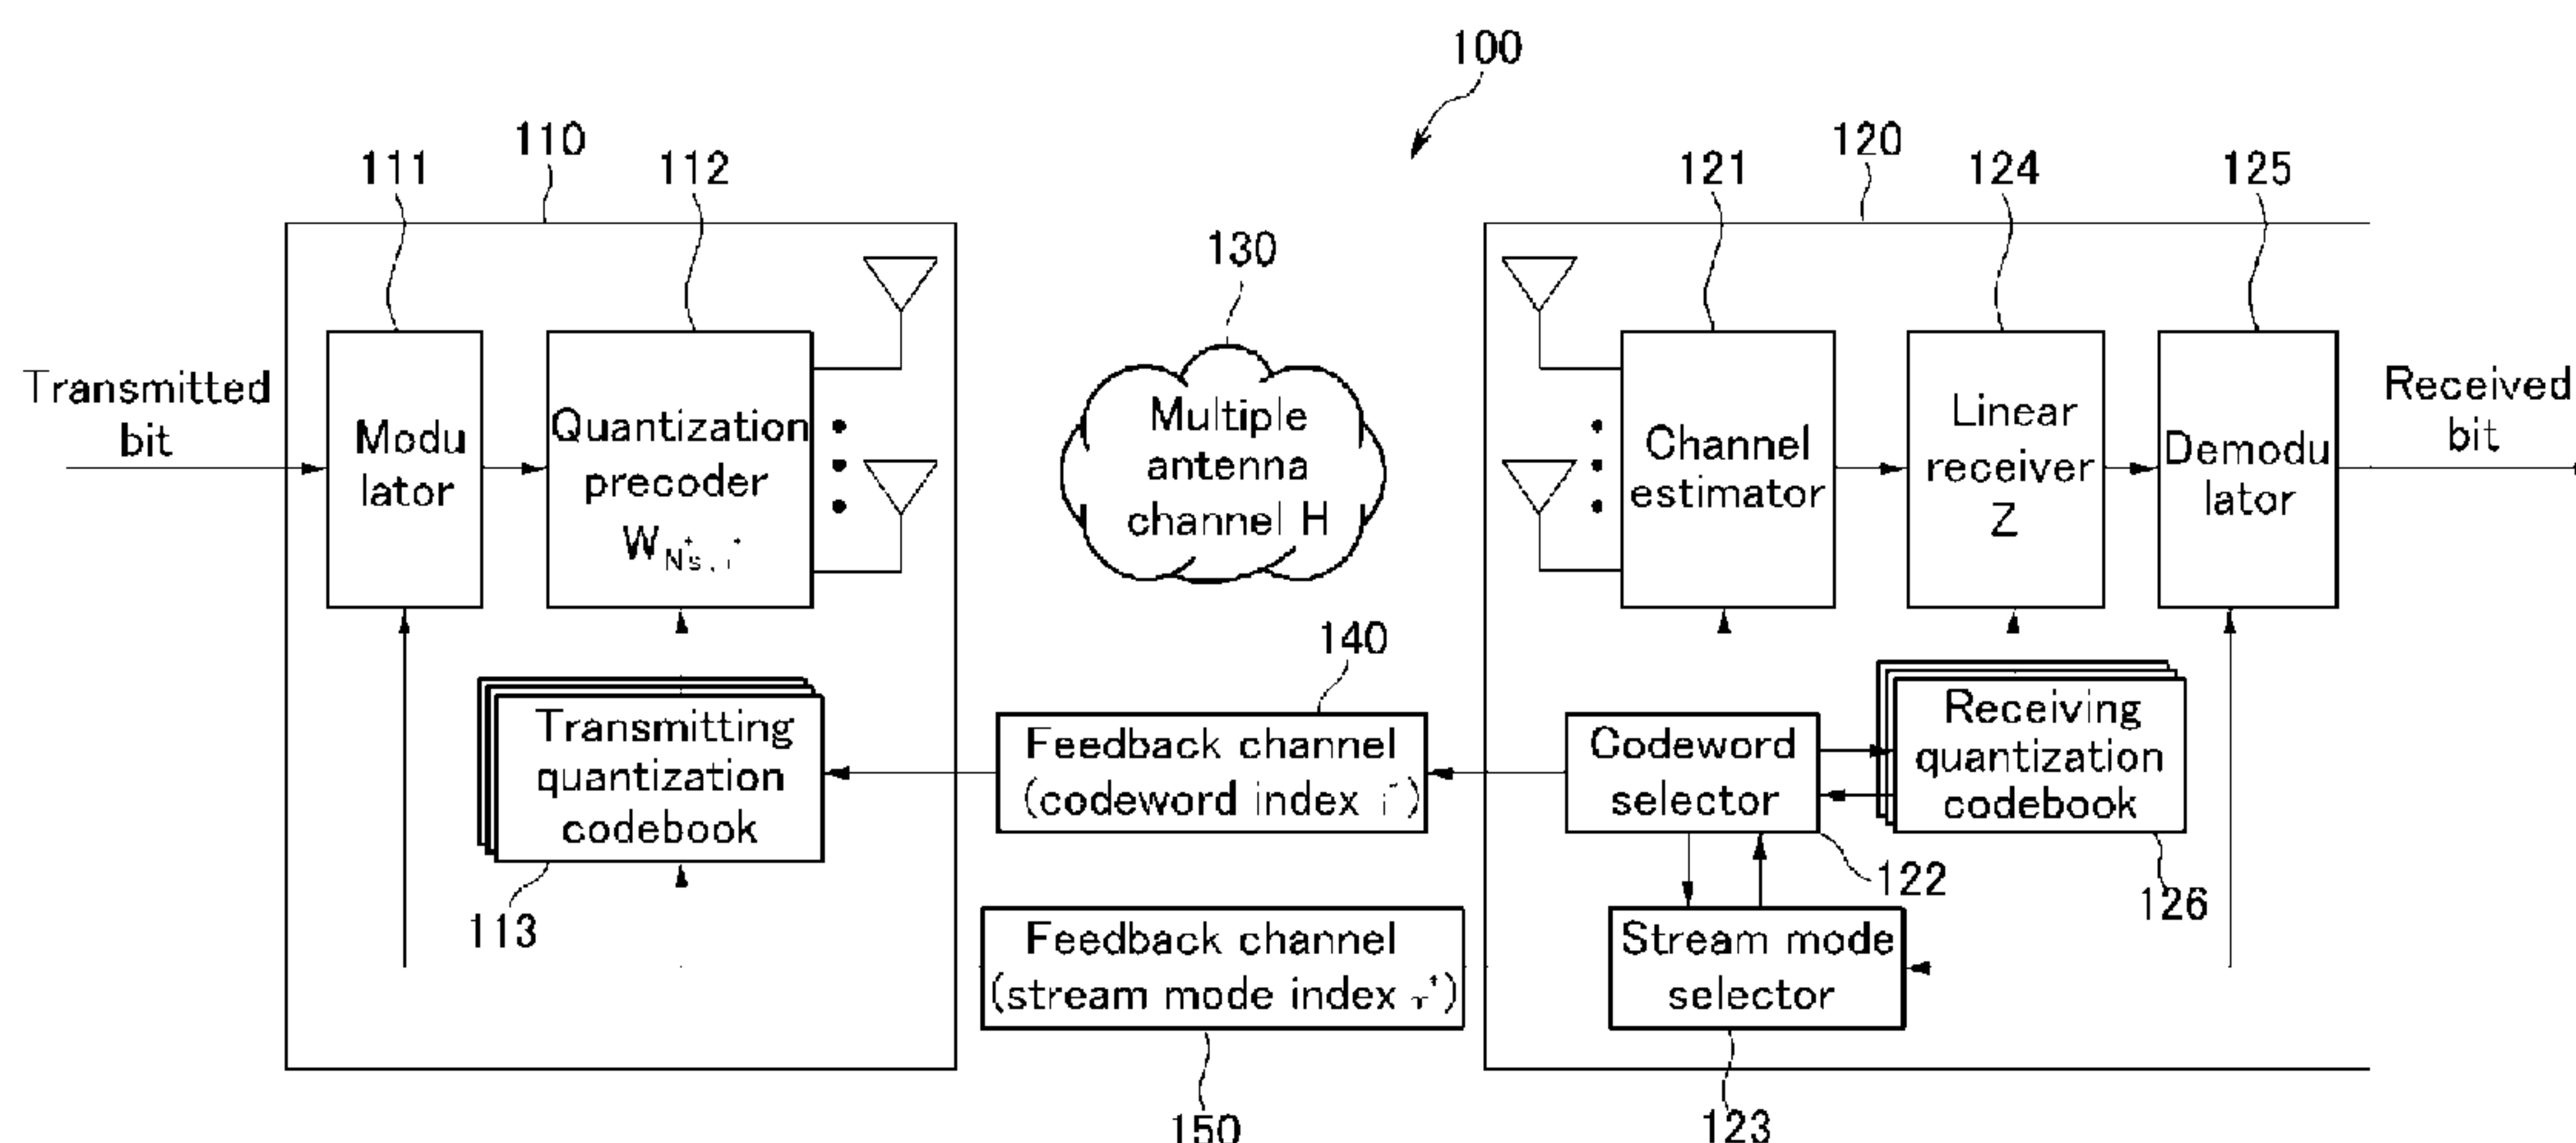 100
110
120
111
112
121
124
125
130
Transmitted
bit
Modu
lator
Quantization
precoder
Multiple
antenna
channel H
Channel
estimator
Linear
receiver
Z
Demodu
lator
Received
bit
140
Transmitting
quantization
codebook
Feedback channel
(codeword index i*)
Codeword
selector
Receiving
quantization
codebook
113
122
126
Feedback channel
(stream mode index
Stream mode
selector
150
123